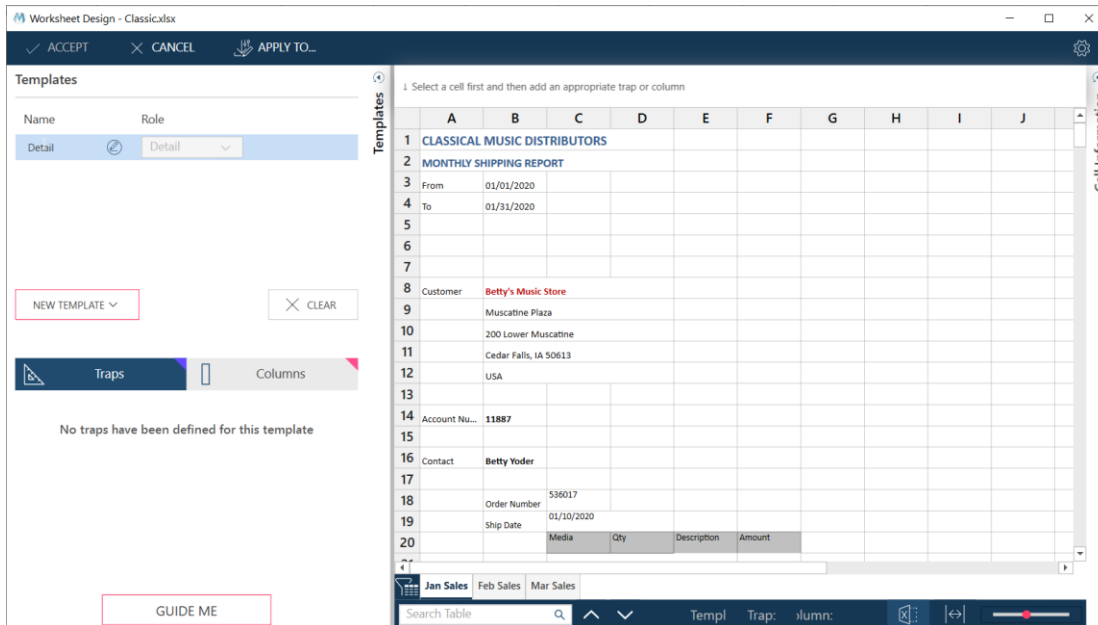 Worksheet Design - Classic.xlsx
ACCEPT CANCEL APPLY TO...
Templates
Name Role
Detail Detail
NEW TEMPLATE CLEAR
Traps Columns
No traps have been defined for this template
GUIDE ME
Templates
↓ Select a cell first and then add an appropriate trap or column
A B C D E F G H I J
1 CLASSICAL MUSIC DISTRIBUTORS
2 MONTHLY SHIPPING REPORT
3 From 01/01/2020
4 To 01/31/2020
5
6
7
8 Customer Betty's Music Store
9 Muscatine Plaza
10 200 Lower Muscatine
11 Cedar Falls, IA 50613
12 USA
13
14 Account Nu... 11887
15
16 Contact Betty Yoder
17
18 Order Number 536017
19 Ship Date 01/10/2020
20 Media Qty Description Amount
Jan Sales Feb Sales Mar Sales
Search Table Templ Trap: olumn: